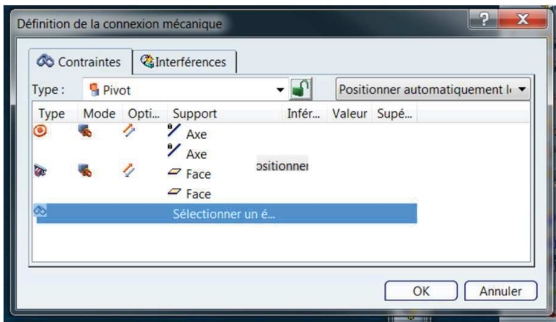 Définition de la connexion mécanique
Contraintes Interférences
Type : Pivot Positionner automatiquement l
Type Mode Opti... Support Infér... Valeur Supé...
Axe
Axe
ositionner
Face
Face
Sélectionner un é...
OK Annuler